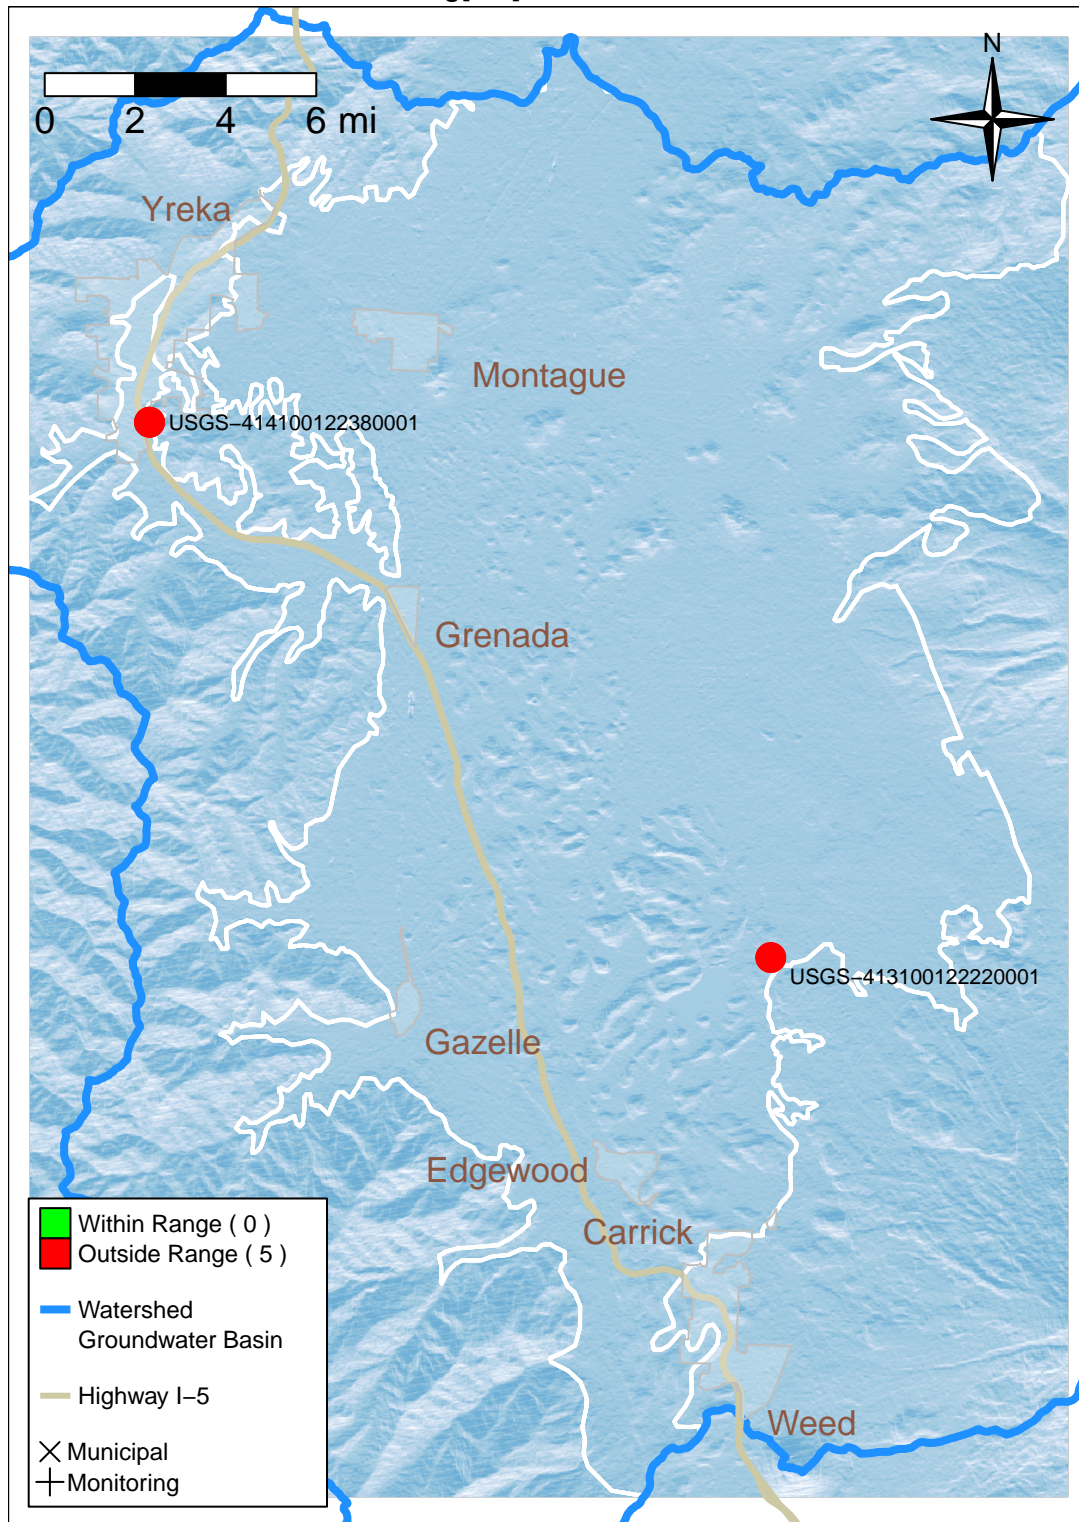 N
0 2 4 6 mi
Yreka
Montague
USGS−414100122380001
Grenada
USGS−413100122220001
Gazelle
Edgewood
Carrick
Weed
Within Range ( 0 )
Outside Range ( 5 )
Watershed
Groundwater Basin
Highway I−5
Municipal
Monitoring